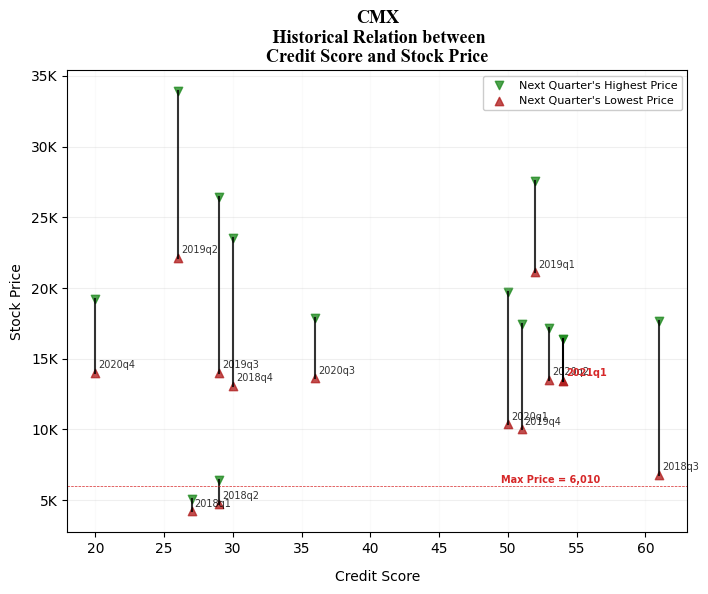 CMX
Historical Relation between
Credit Score and Stock Price
35K
30K
25K
20K
15K
10K
5K
Stock Price
Next Quarter's Highest Price
Next Quarter's Lowest Price
2019q2
2019q1
2020q4
2019q3
2018q4
2020q3
2020q2
2021q1
2020q1
2019q4
2018q3
Max Price = 6,010
2018q2
2018q1
20
25
30
35
40
45
50
55
60
Credit Score